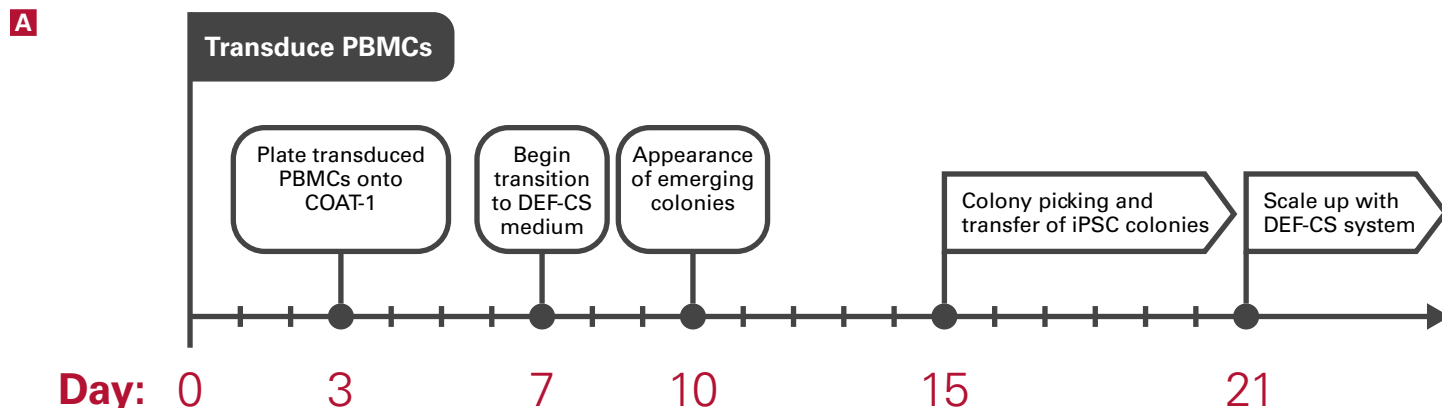 A
Transduce PBMCs
Plate transduced
PBMCs onto
COAT-1
Begin
transition
to DEF-CS
medium
Appearance
of emerging
colonies
Colony picking and
transfer of iPSC colonies
Scale up with
DEF-CS system
Day: 0 3 7 10 15 21